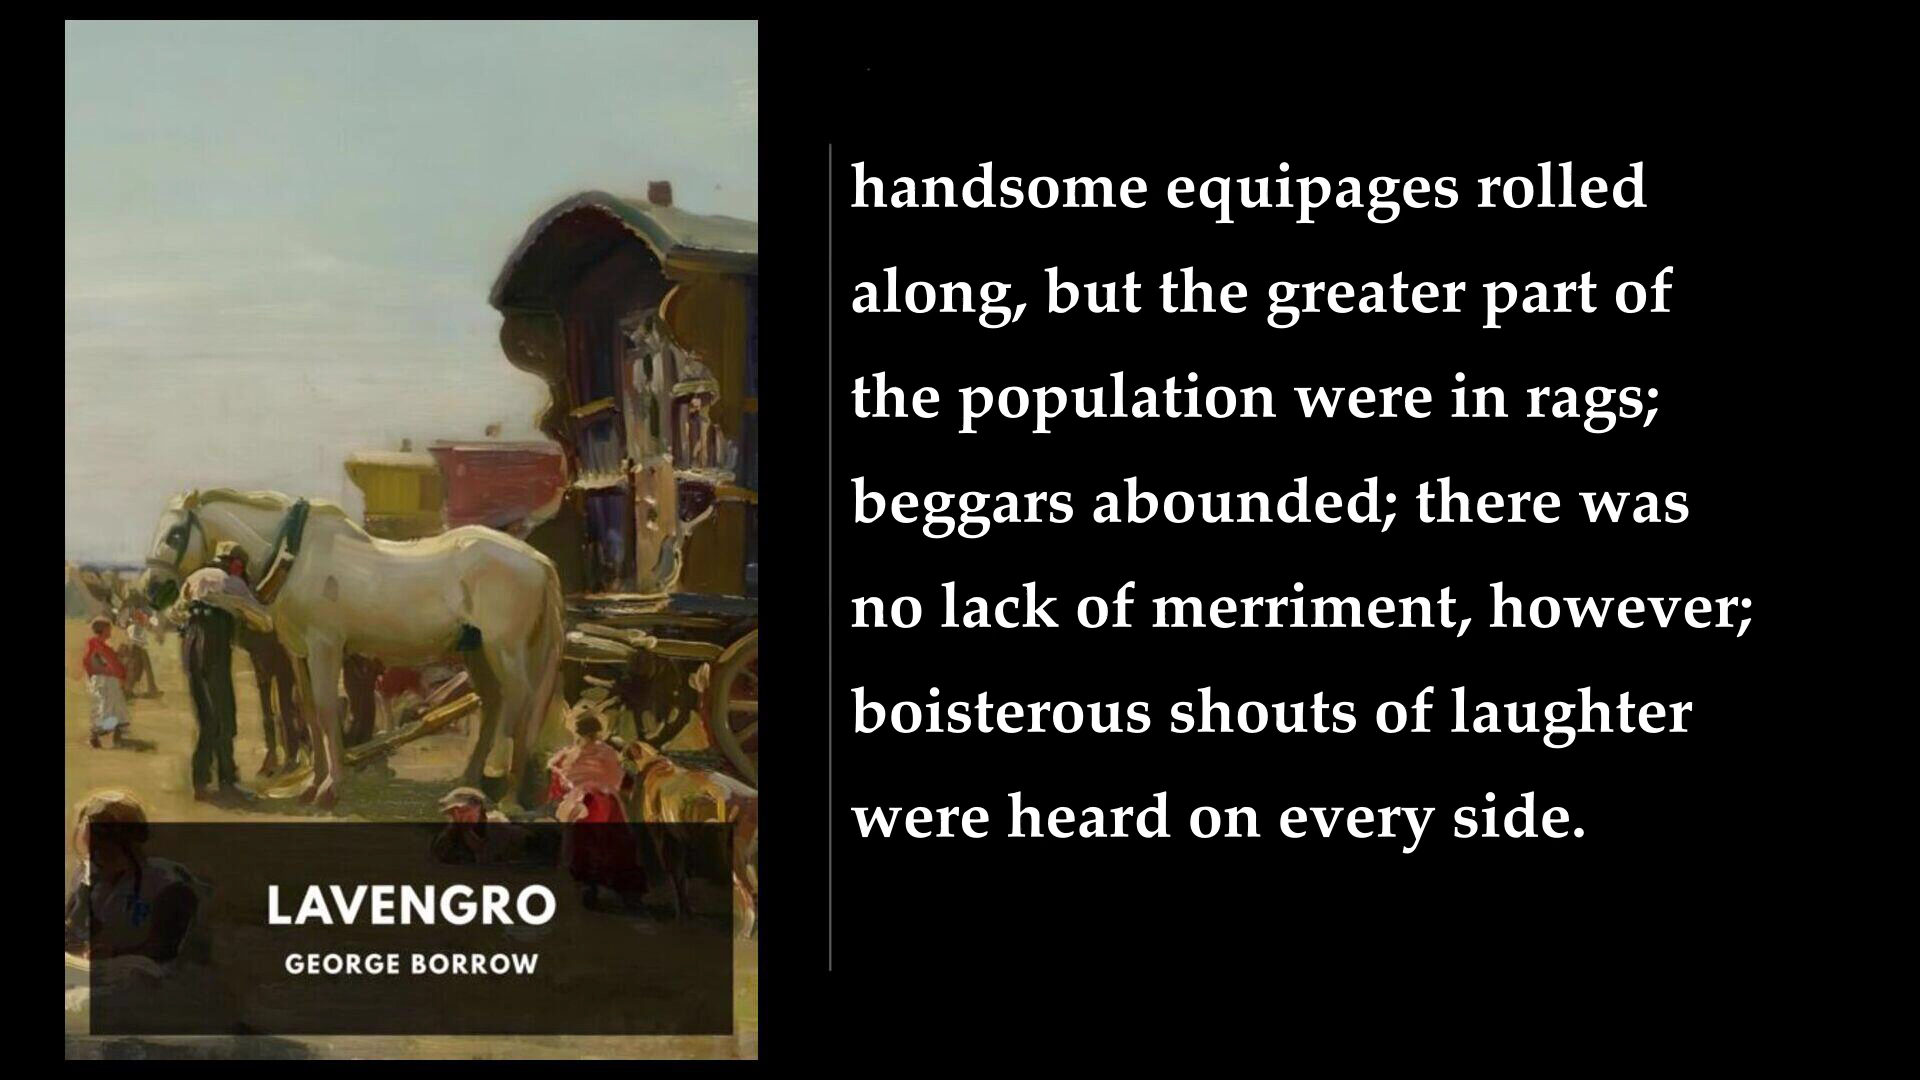 handsome equipages rolled
along, but the greater part of
the population were in rags;
beggars abounded; there was
no lack of merriment, however;
boisterous shouts of laughter
were heard on every side.
LAVENGRO
GEORGE BORROW